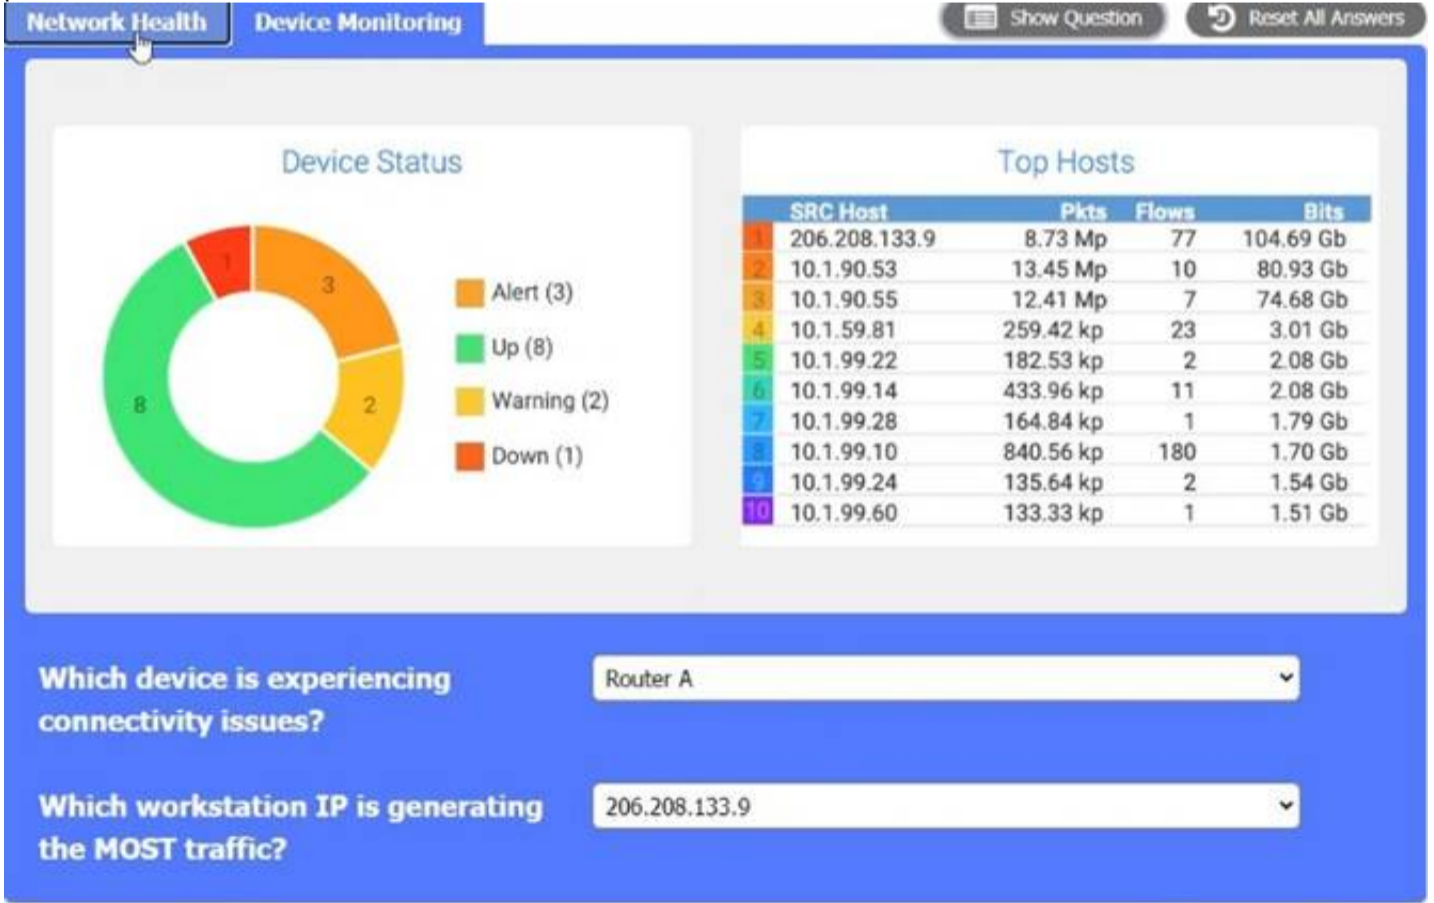 Network Health
Device Monitoring
Show Question
Reset All Answers
Device Status
1
3
8
2
Alert (3)
Up (8)
Warning (2)
Down (1)
Top Hosts
SRC Host Pkts Flows Bits
1 206.208.133.9 8.73 Mp 77 104.69 Gb
2 10.1.90.53 13.45 Mp 10 80.93 Gb
3 10.1.90.55 12.41 Mp 7 74.68 Gb
4 10.1.59.81 259.42 kp 23 3.01 Gb
5 10.1.99.22 182.53 kp 2 2.08 Gb
6 10.1.99.14 433.96 kp 11 2.08 Gb
7 10.1.99.28 164.84 kp 1 1.79 Gb
8 10.1.99.10 840.56 kp 180 1.70 Gb
9 10.1.99.24 135.64 kp 2 1.54 Gb
10 10.1.99.60 133.33 kp 1 1.51 Gb
Which device is experiencing
connectivity issues?
Router A
Which workstation IP is generating
the MOST traffic?
206.208.133.9